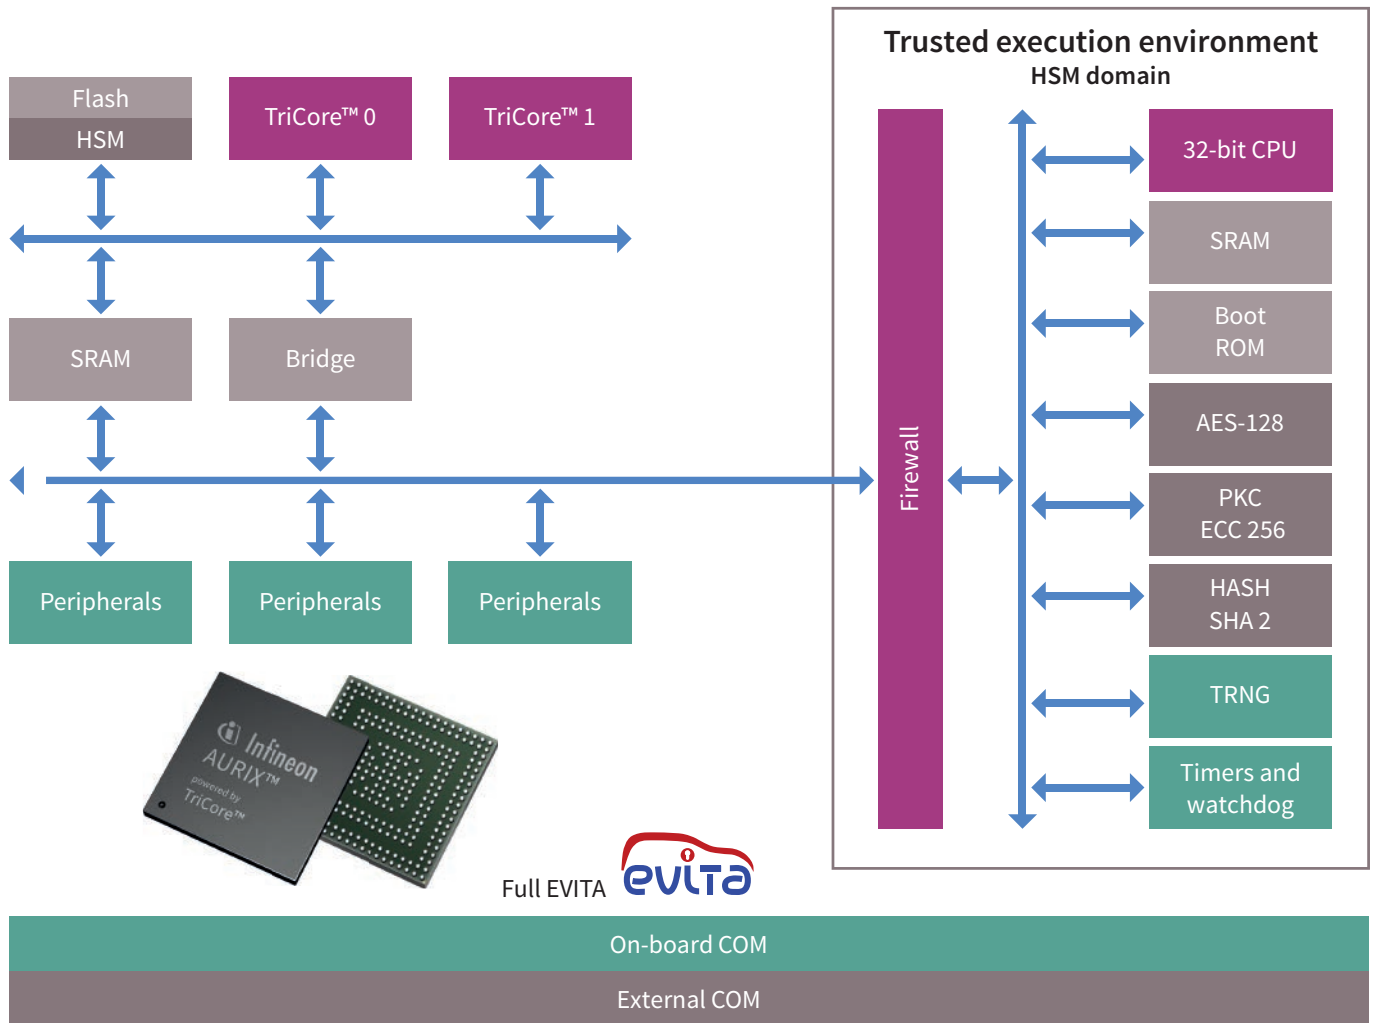 Trusted execution environment
HSM domain
Flash
HSM
TriCore™ 0
TriCore™ 1
SRAM
Bridge
Peripherals
Peripherals
Peripherals
Firewall
32-bit CPU
SRAM
Boot
ROM
AES-128
PKC
ECC 256
HASH
SHA 2
TRNG
Timers and
watchdog
Infineon
AURIX™
powered by
TriCore™
Full EVITA
evita
On-board COM
External COM